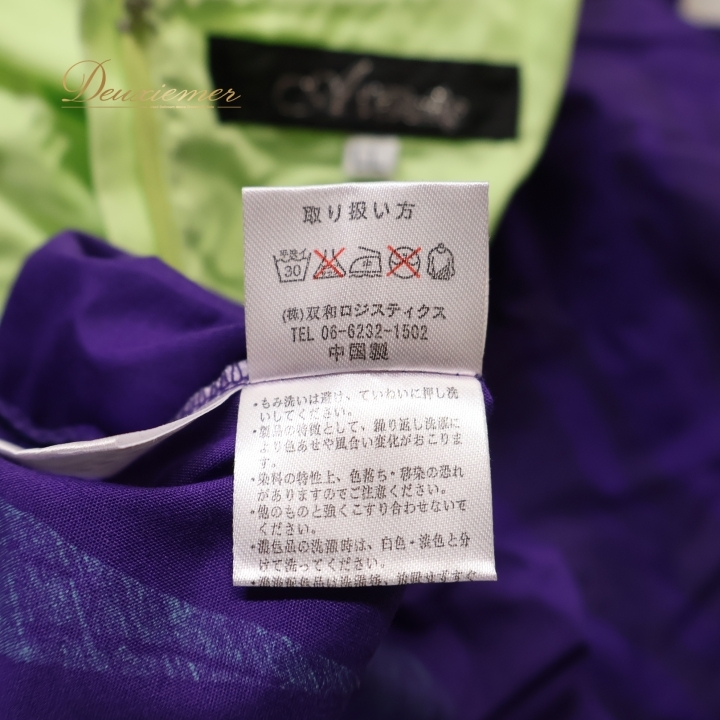 Deuxiemer
取り扱い方
手洗イ
30
中
(株)双和ロジスティクス
TEL 06-6232-1502
中国製
・もみ洗いは避け、ていねいに押し洗
いしてください。
・製品の特徴として、繰り返し洗濯に
より色あせや風合い変化がおこりま
す。
・染料の特性上、色落ち・移染の恐れ
がありますのでご注意ください。
・他のものと強くこすり合わせないで
ください。
・濃色品の洗濯時は、白色・淡色と分
けて洗ってください。